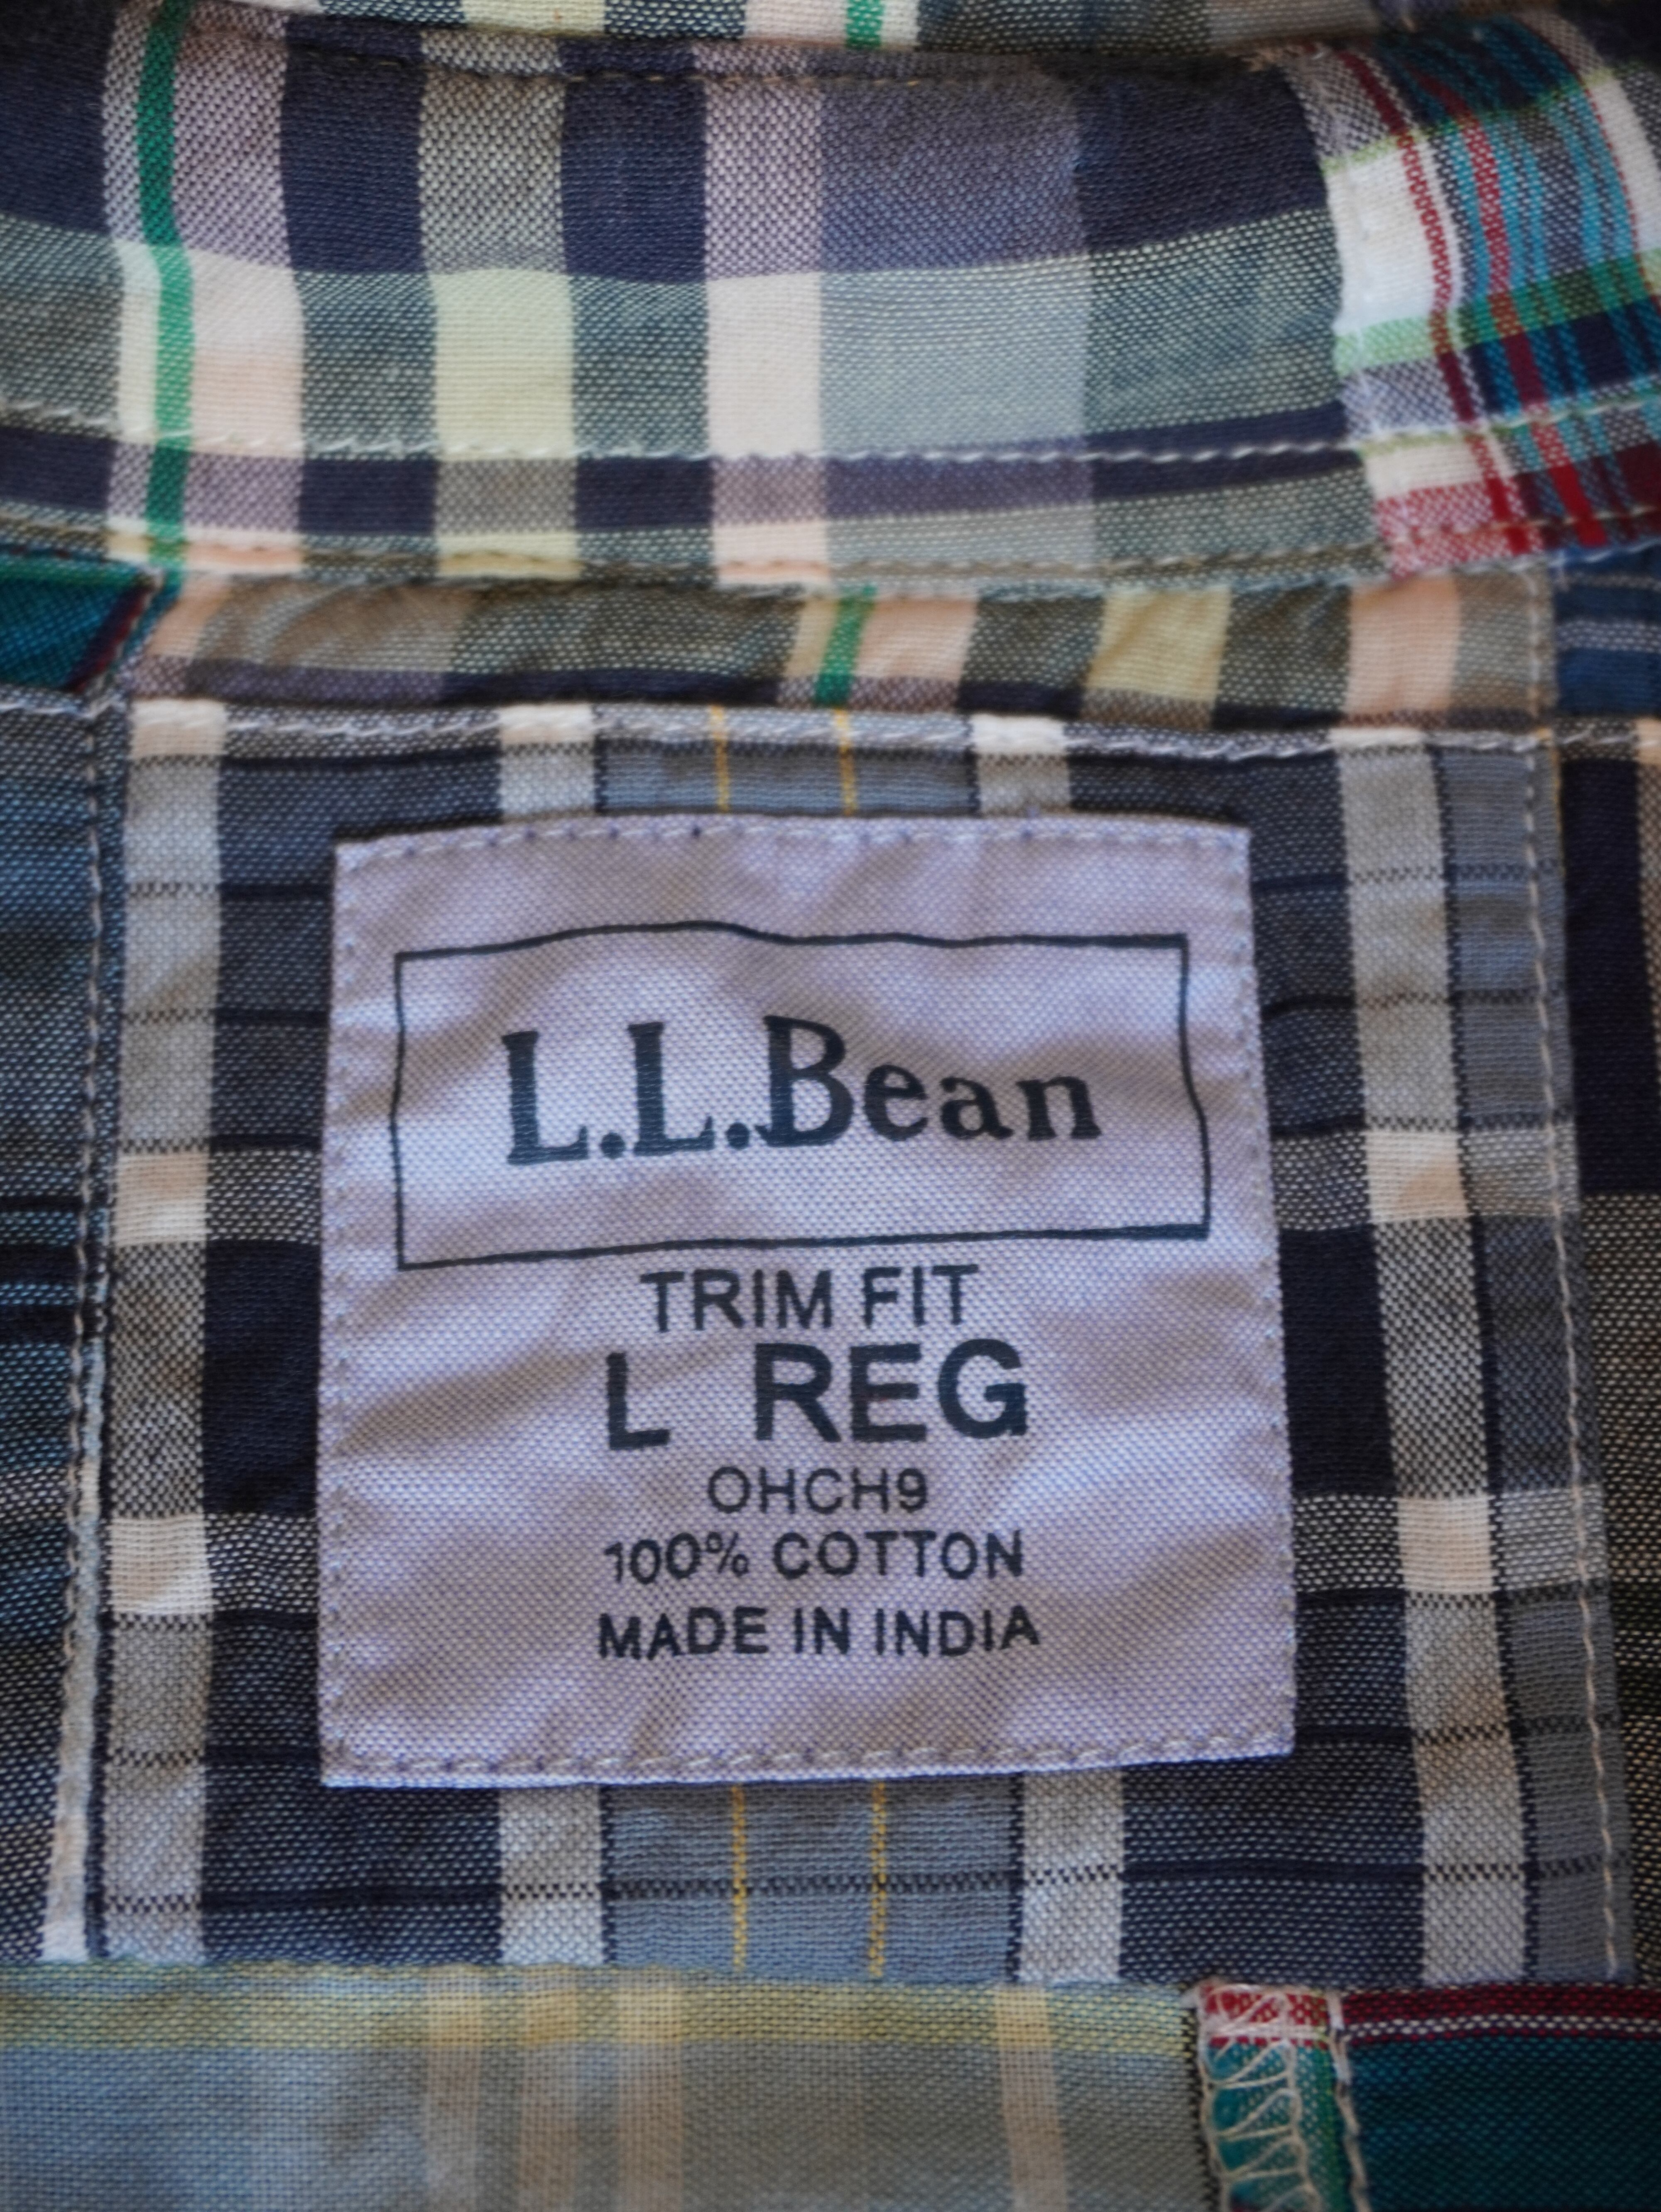 L.L.Bean
TRIM FIT
L REG
OHCH9
100% COTTON
MADE IN INDIA